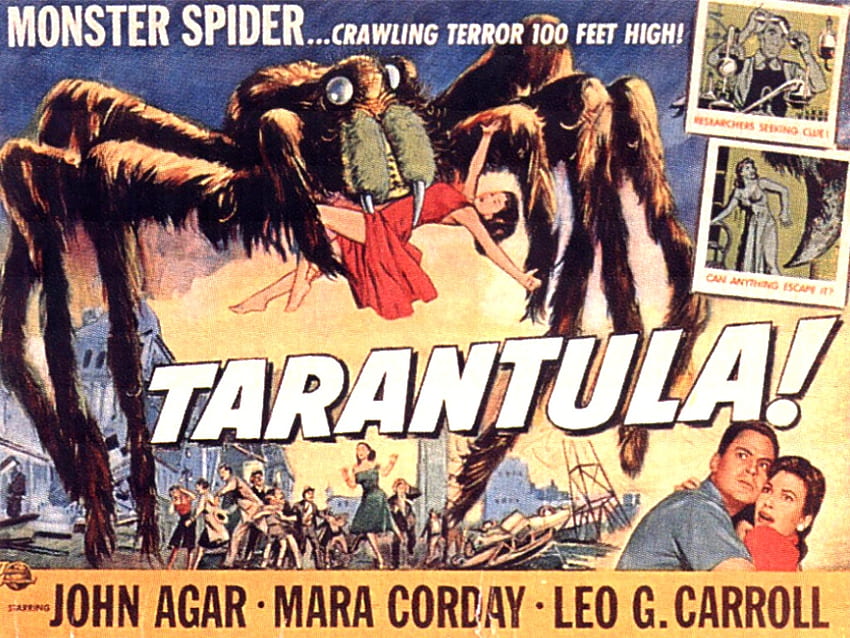 MONSTER SPIDER...CRAWLING TERROR 100 FEET HIGH!
RESEARCHERS SEEKING CLUE!
CAN ANYTHING ESCAPE IT?
TARANTULA!
STARRING JOHN AGAR · MARA CORDAY · LEO G. CARROLL